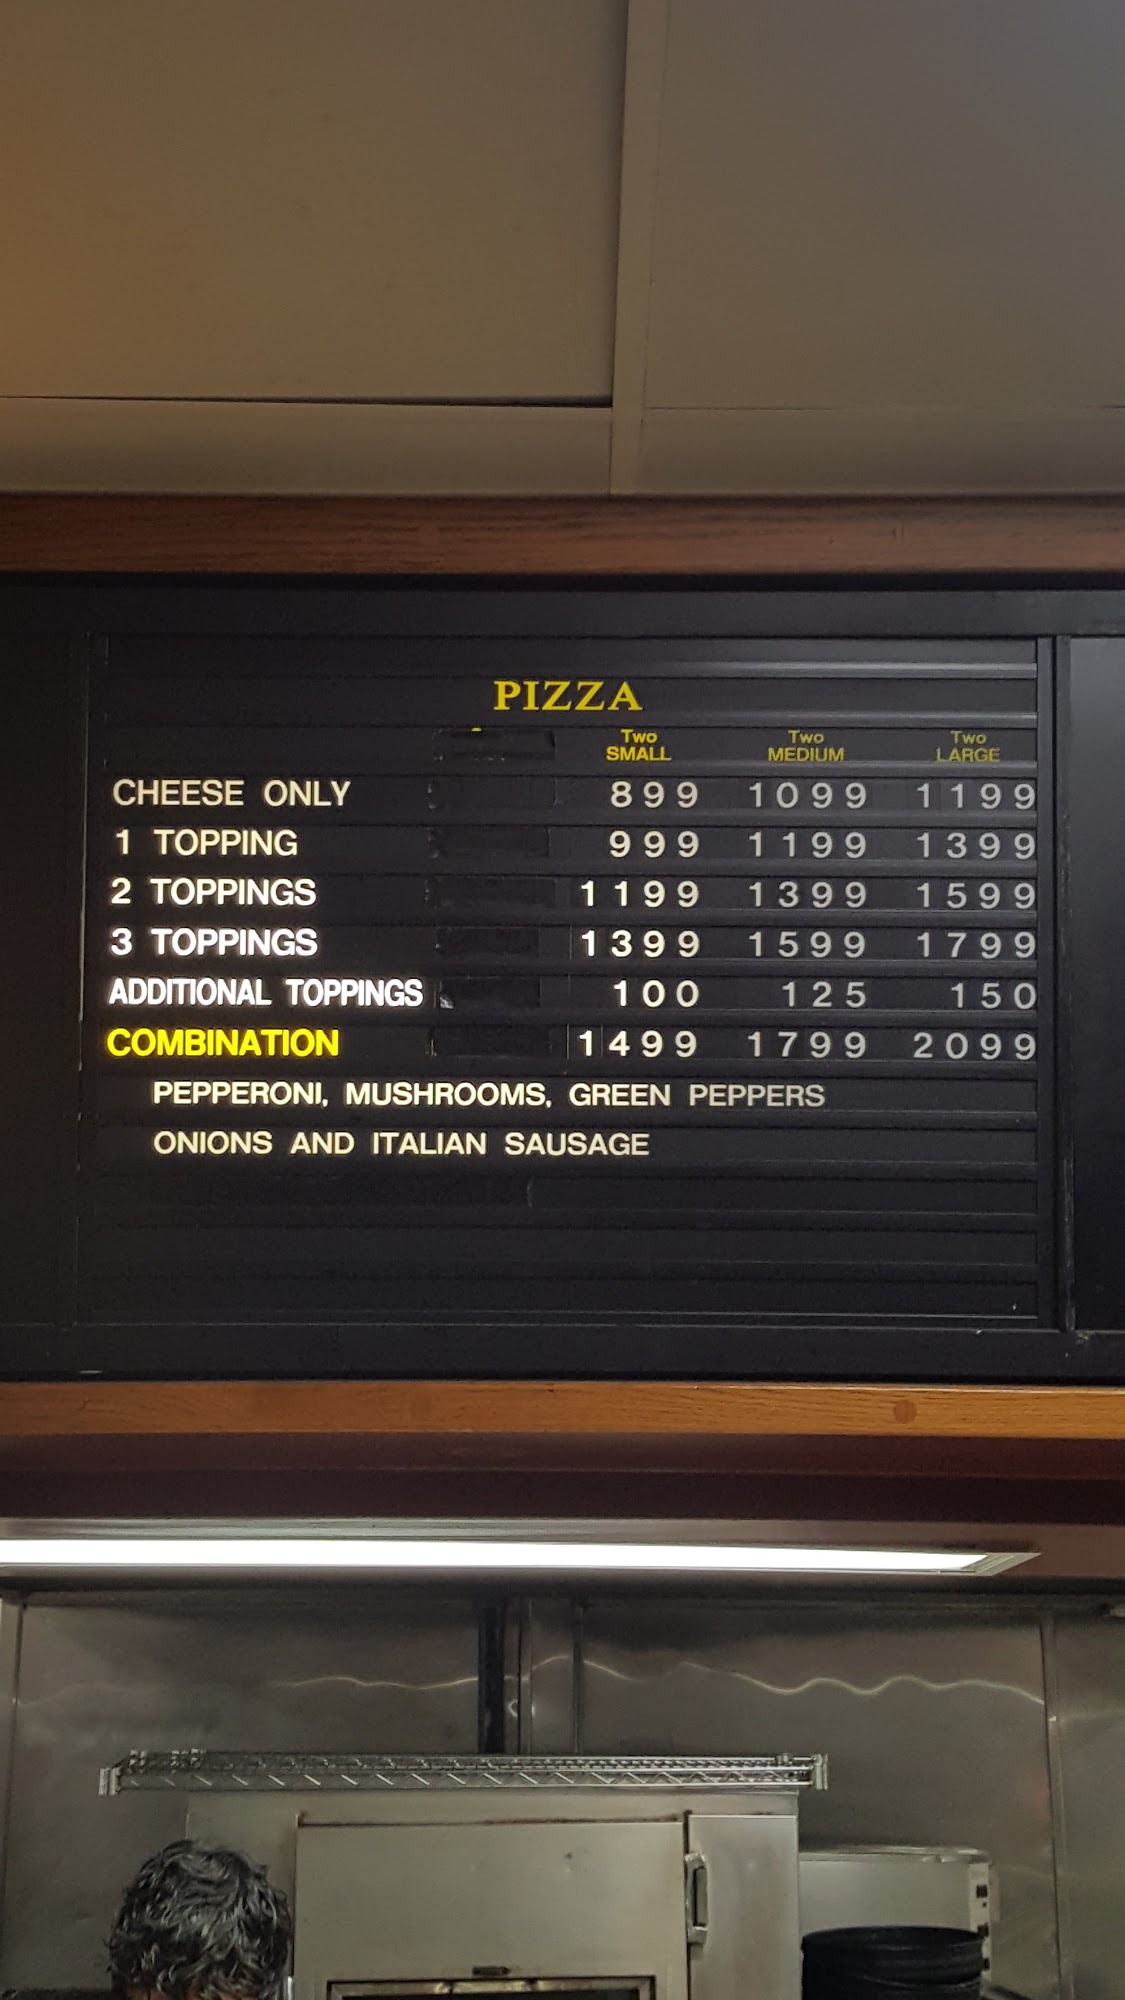 PIZZA
Two Two Two
SMALL MEDIUM LARGE
CHEESE ONLY 899 1099 1199
1 TOPPING 999 1199 1399
2 TOPPINGS 1199 1399 1599
3 TOPPINGS 1399 1599 1799
ADDITIONAL TOPPINGS 100 125 150
COMBINATION 1499 1799 2099
PEPPERONI, MUSHROOMS, GREEN PEPPERS
ONIONS AND ITALIAN SAUSAGE